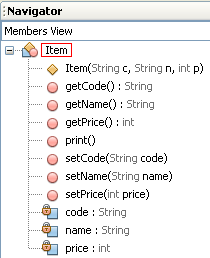 Navigator
Members View
Item
Item(String c, String n, int p)
getCode() : String
getName() : String
getPrice() : int
print()
setCode(String code)
setName(String name)
setPrice(int price)
code : String
name : String
price : int